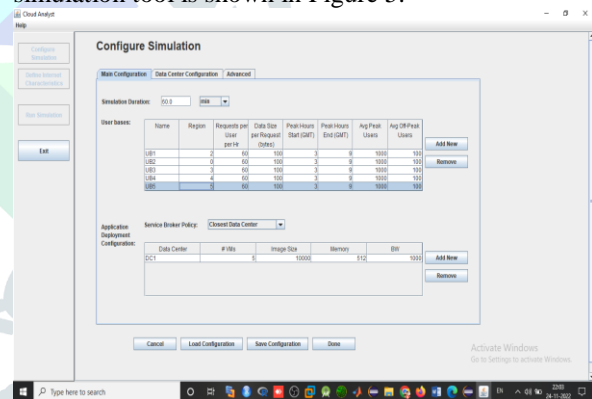 simulation tool is shown in Figure 3.
Cloud Analyst
Help
Configure Simulation
Configure
Simulation
Define Internet
Characteristics
Run Simulation
Exit
Main Configuration Data Center Configuration Advanced
Simulation Duration: 60.0 min
User bases:
Name Region Requests per User per Hr Data Size per Request (bytes) Peak Hours Start (GMT) Peak Hours End (GMT) Avg Peak Users Avg Off-Peak Users
UB1 2 60 100 3 9 1000 100
UB2 0 60 100 3 9 1000 100
UB3 3 60 100 3 9 1000 100
UB4 4 60 100 3 9 1000 100
UB5 5 60 100 3 9 1000 100
Add New
Remove
Application
Deployment
Configuration:
Service Broker Policy: Closest Data Center
Data Center # VMs Image Size Memory BW
DC1 5 10000 512 1000
Add New
Remove
Cancel Load Configuration Save Configuration Done
Activate Windows
Go to Settings to activate Windows.
Type here to search
EN
22:03
24-11-2022